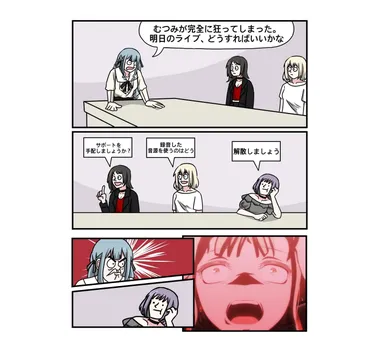 むつみが完全に狂ってしまった。
明日のライブ、どうすればいいかな
サポートを
手配しましょうか?
録音した
音源を使うのはどう
解散しましょう